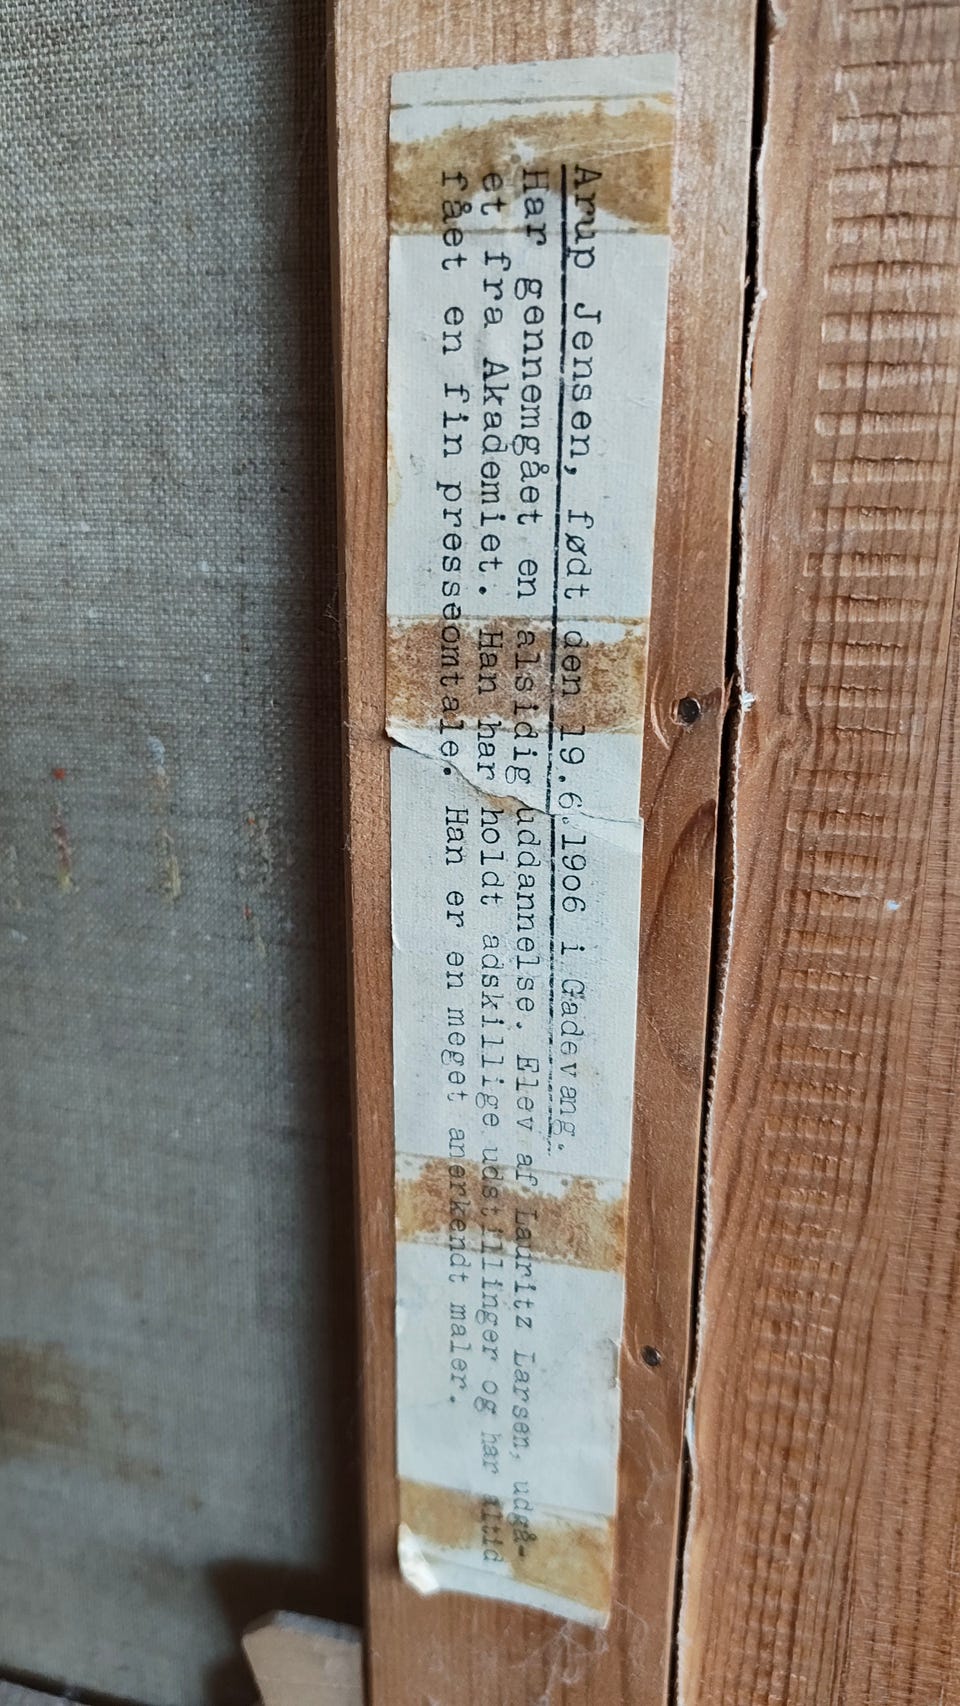 Arup Jensen, født den 19.6.19o6 i Gadevang.
Har gennemgået en alsidig uddannelse. Elev af Lauritz Larsen, udgå-
et fra Akademiet. Han har holdt adskillige udstillinger og har altid
fået en fin presseomtale. Han er en meget anerkendt maler.